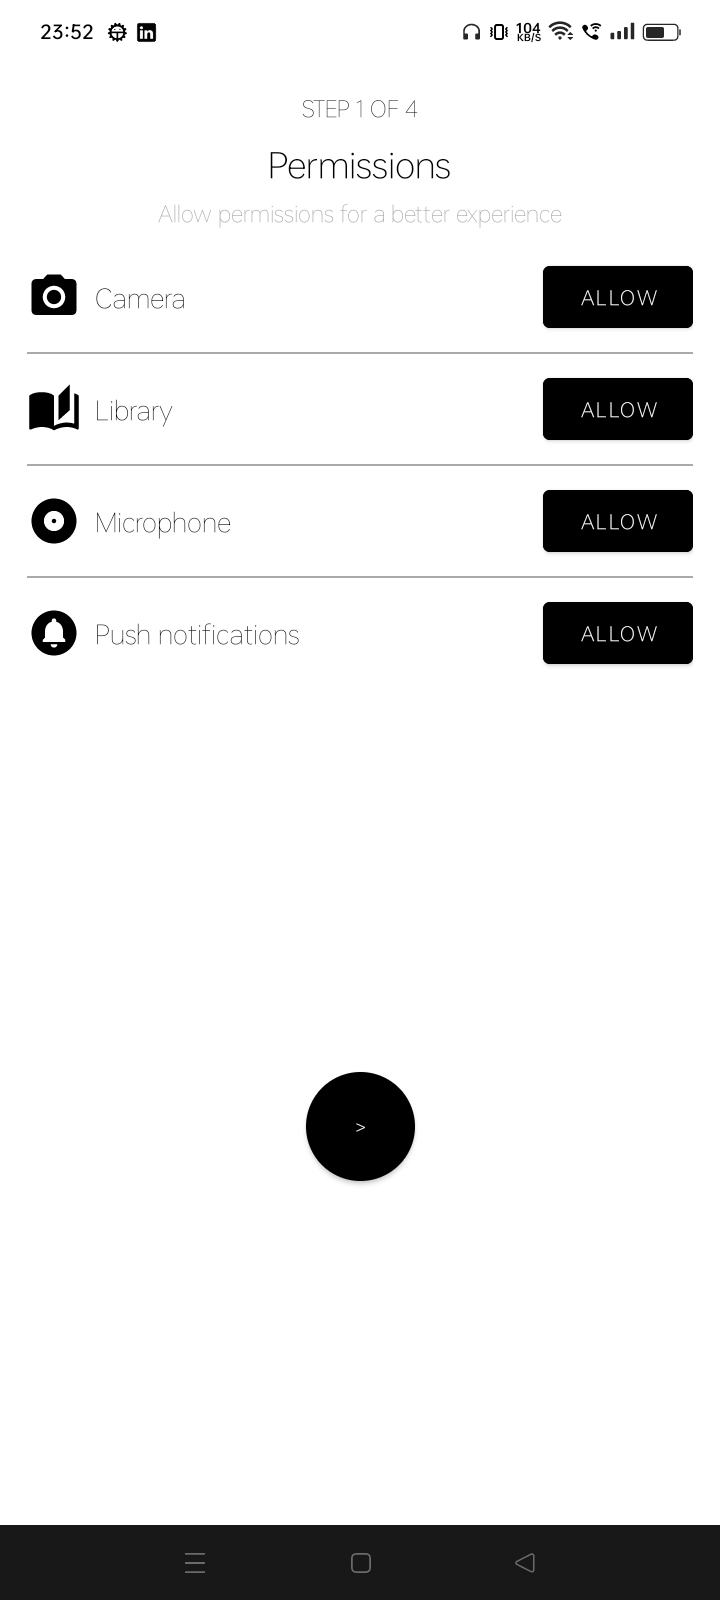 23:52 in 104 KB/S
STEP 1 OF 4
Permissions
Allow permissions for a better experience
Camera ALLOW
Library ALLOW
Microphone ALLOW
Push notifications ALLOW
>